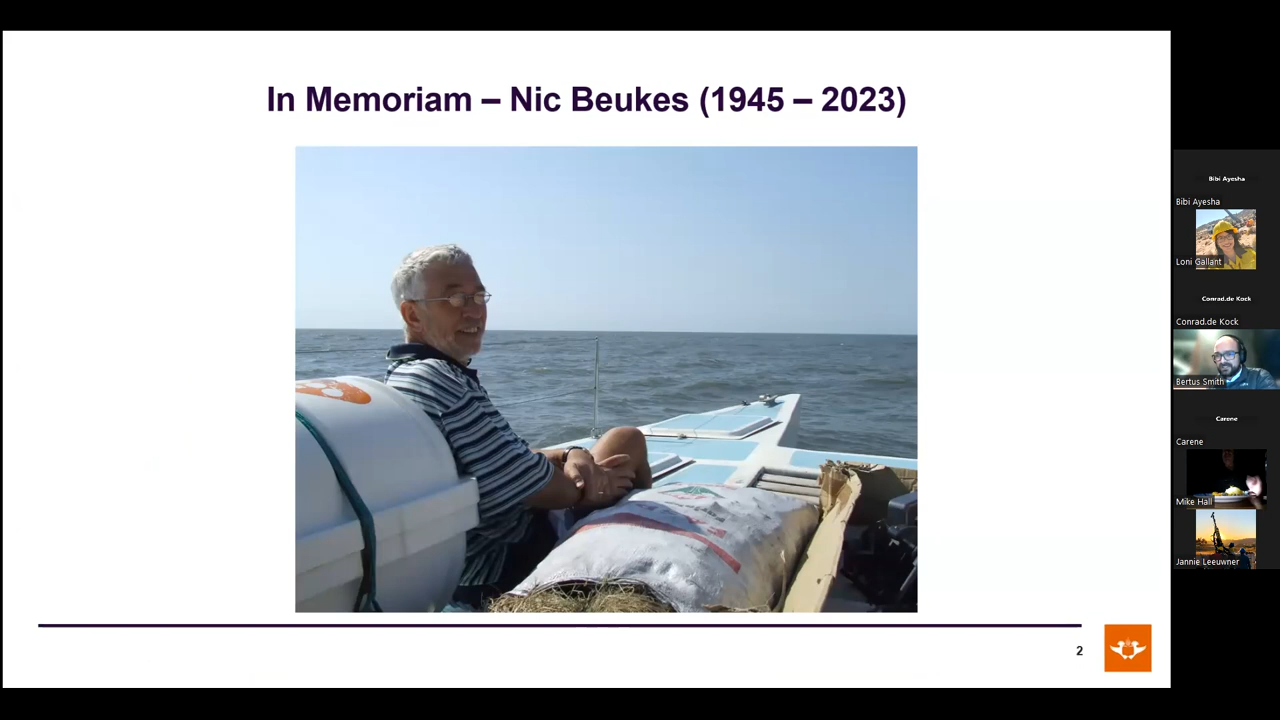 In Memoriam – Nic Beukes (1945 – 2023)
2
Bibi Ayesha
Bibi Ayesha
Loni Gallant
Conrad.de Kock
Conrad.de Kock
Bertus Smith
Carene
Carene
Mike Hall
Jannie Leeuwner